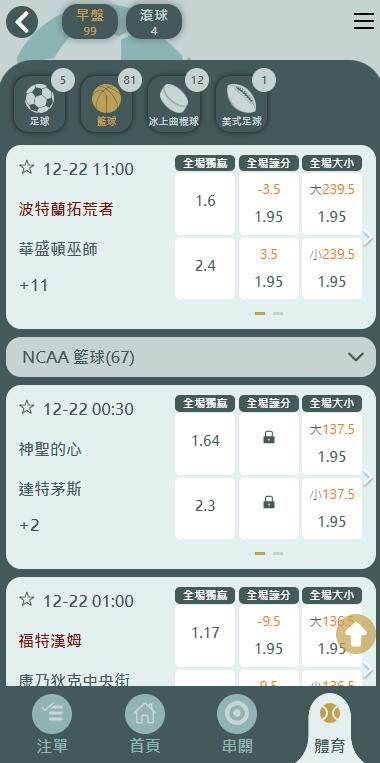 早盤
99
滾球
4
5
足球
81
籃球
12
冰上曲棍球
1
美式足球
12-22 11:00
波特蘭拓荒者
華盛頓巫師
+11
全場獨贏 全場讓分 全場大小
1.6 -3.5 1.95 大239.5 1.95
2.4 3.5 1.95 小239.5 1.95
NCAA 籃球(67)
12-22 00:30
神聖的心
達特茅斯
+2
全場獨贏 全場讓分 全場大小
1.64 大137.5 1.95
2.3 小137.5 1.95
12-22 01:00
福特漢姆
康乃狄克中央街
全場獨贏 全場讓分 全場大小
1.17 -9.5 1.95 大136.5 1.95
注單
首頁
串關
體育